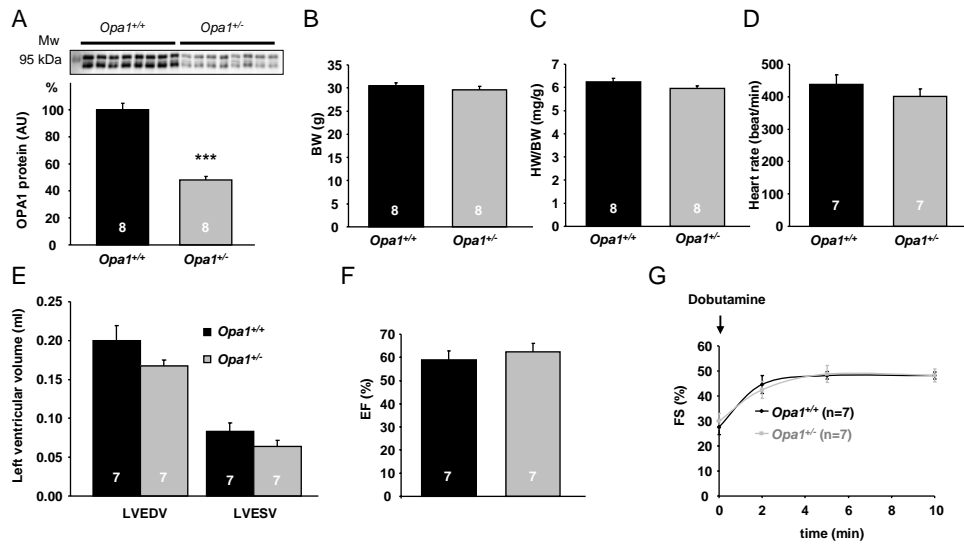 A
Opa1+/+
Opa1+/-
Mw
95 kDa
%
OPA1 protein (AU)
120
100
80
60
40
20
0
***
8
8
Opa1+/+
Opa1+/-
B
BW (g)
40
35
30
25
20
15
10
5
0
8
8
Opa1+/+
Opa1+/-
C
HW/BW (mg/g)
8
7
6
5
4
3
2
1
0
8
8
Opa1+/+
Opa1+/-
D
Heart rate (beat/min)
500
400
300
200
100
0
7
7
Opa1+/+
Opa1+/-
E
Left ventricular volume (ml)
0.25
0.20
0.15
0.10
0.05
0.00
Opa1+/+
Opa1+/-
7
7
7
7
LVEDV
LVESV
F
EF (%)
70
60
50
40
30
20
10
0
7
7
G
Dobutamine
FS (%)
60
50
40
30
20
10
0
Opa1+/+ (n=7)
Opa1+/- (n=7)
0
2
4
6
8
10
time (min)